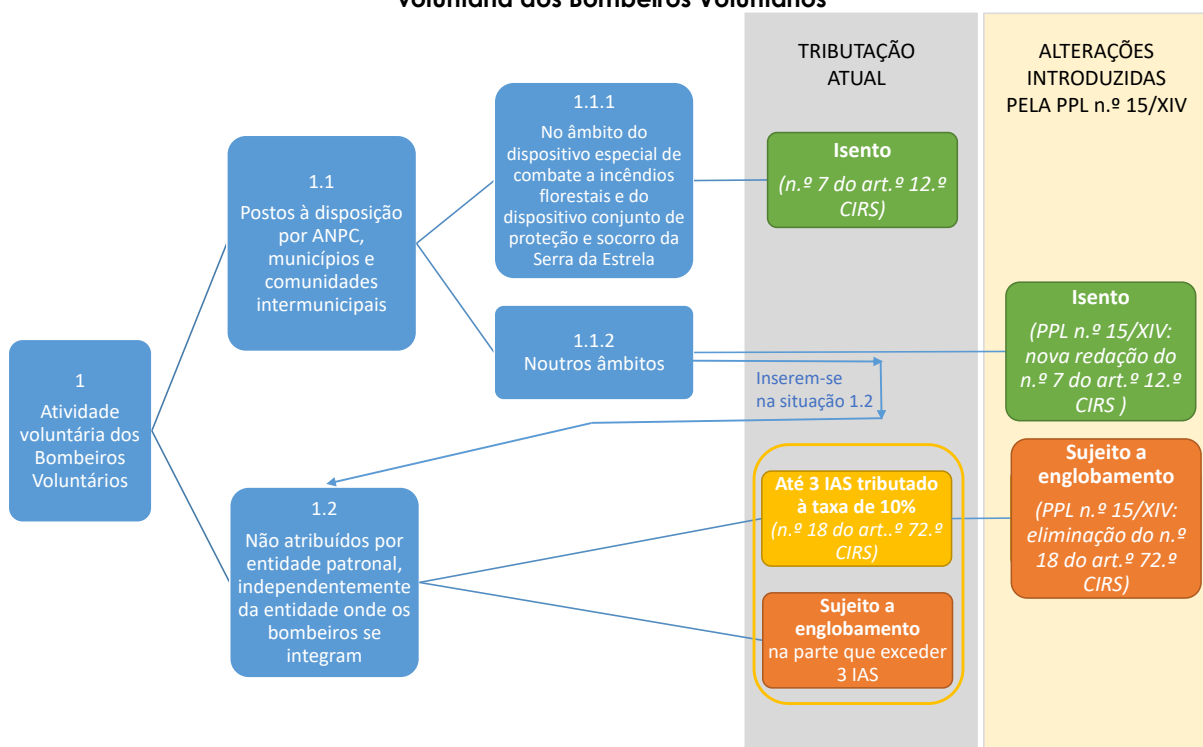 voluntária dos Bombeiros Voluntários
TRIBUTAÇÃO
ATUAL
ALTERAÇÕES
INTRODUZIDAS
PELA PPL n.º 15/XIV
1
Atividade
voluntária dos
Bombeiros
Voluntários
1.1
Postos à disposição
por ANPC,
municípios e
comunidades
intermunicipais
1.1.1
No âmbito do
dispositivo especial de
combate a incêndios
florestais e do
dispositivo conjunto de
proteção e socorro da
Serra da Estrela
Isento
(n.º 7 do art.º 12.º
CIRS)
1.1.2
Noutros âmbitos
Inserem-se
na situação 1.2
Isento
(PPL n.º 15/XIV:
nova redação do
n.º 7 do art.º 12.º
CIRS )
1.2
Não atribuídos por
entidade patronal,
independentemente
da entidade onde os
bombeiros se
integram
Até 3 IAS tributado
à taxa de 10%
(n.º 18 do art..º 72.º
CIRS)
Sujeito a
englobamento
na parte que exceder
3 IAS
Sujeito a
englobamento
(PPL n.º 15/XIV:
eliminação do n.º
18 do art.º 72.º
CIRS)